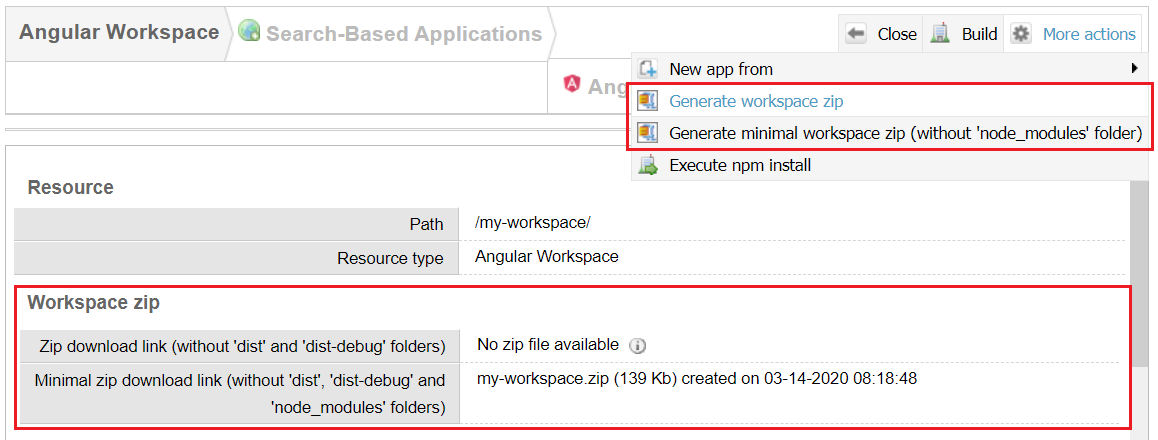 Angular Workspace
Search-Based Applications
Close
Build
More actions
Ang
New app from
Generate workspace zip
Generate minimal workspace zip (without 'node_modules' folder)
Execute npm install
Resource
Path
/my-workspace/
Resource type
Angular Workspace
Workspace zip
Zip download link (without 'dist' and 'dist-debug' folders)
No zip file available
Minimal zip download link (without 'dist', 'dist-debug' and
'node_modules' folders)
my-workspace.zip (139 Kb) created on 03-14-2020 08:18:48